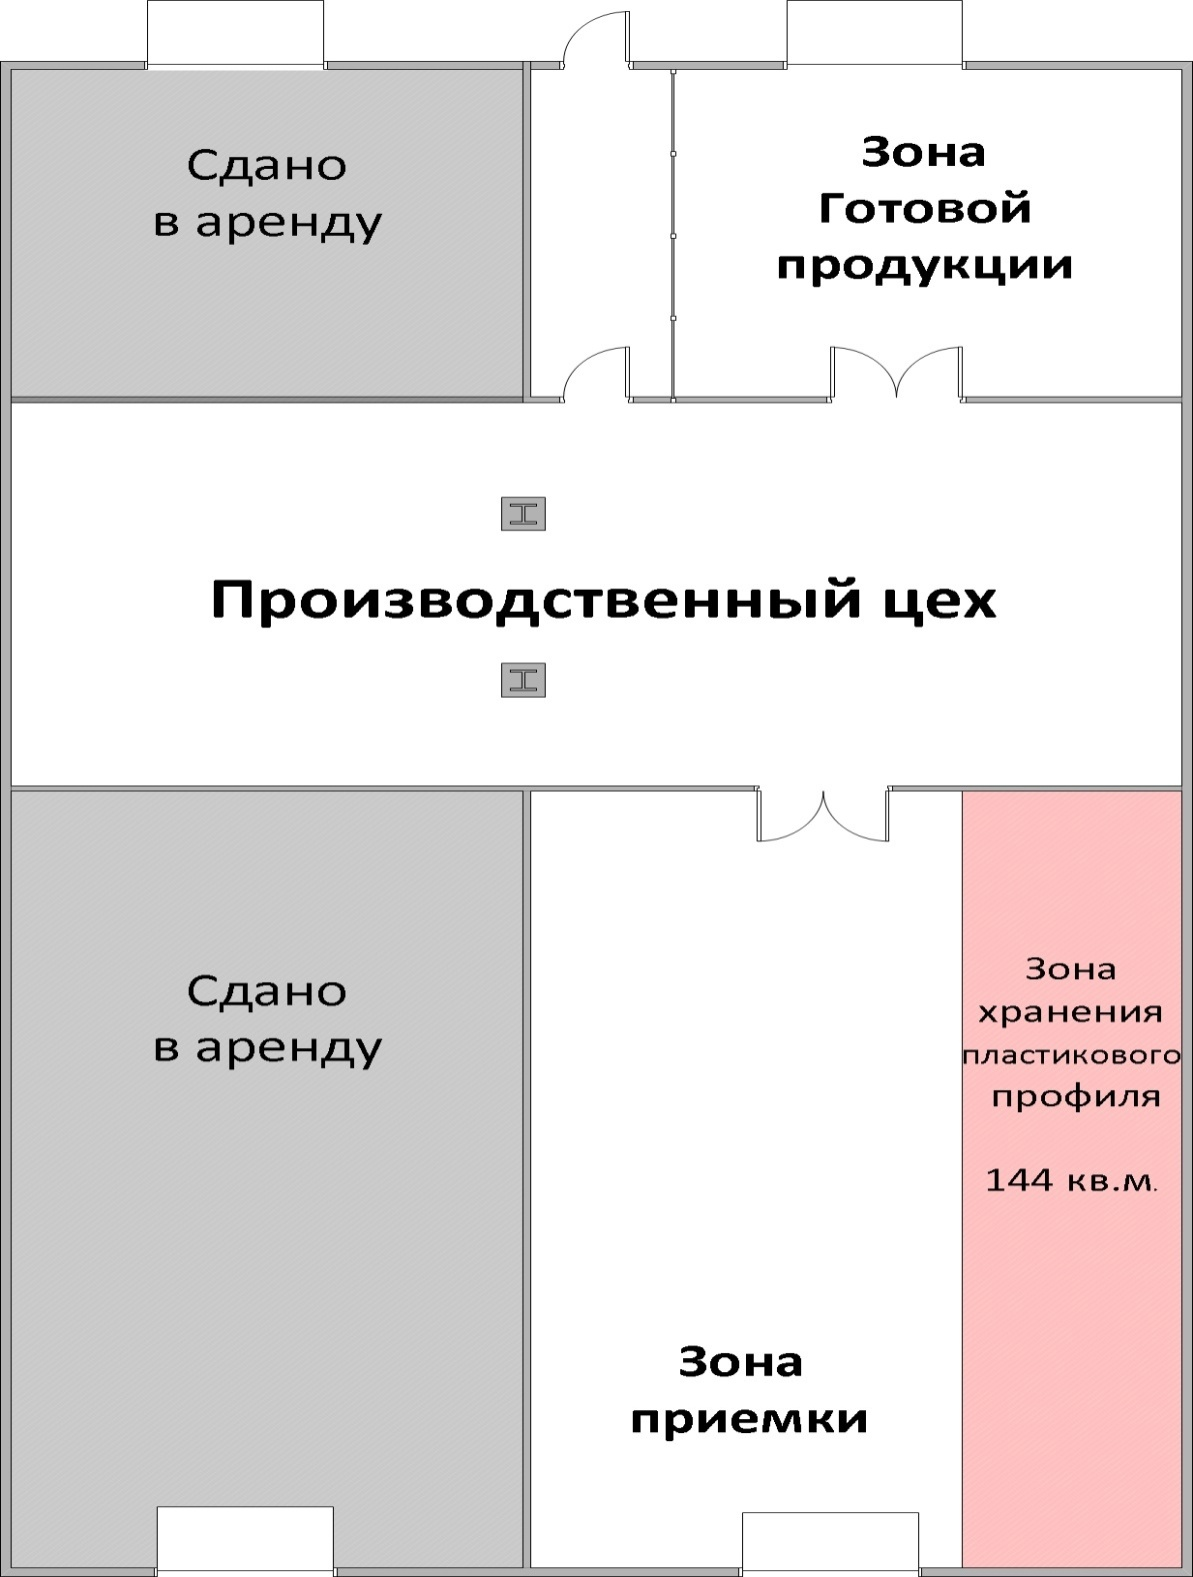 Сдано
в аренду
Зона
Готовой
продукции
Производственный цех
Сдано
в аренду
Зона
хранения
пластикового
профиля
144 кв.м.
Зона
приемки